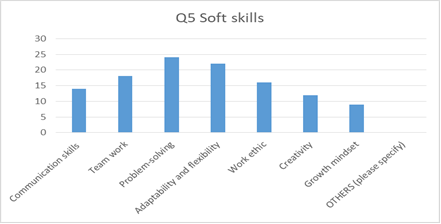 Q5 Soft skills
30
25
20
15
10
5
0
Communication skills
Team work
Problem-solving
Adaptability and flexibility
Work ethic
Creativity
Growth mindset
OTHERS (please specify)